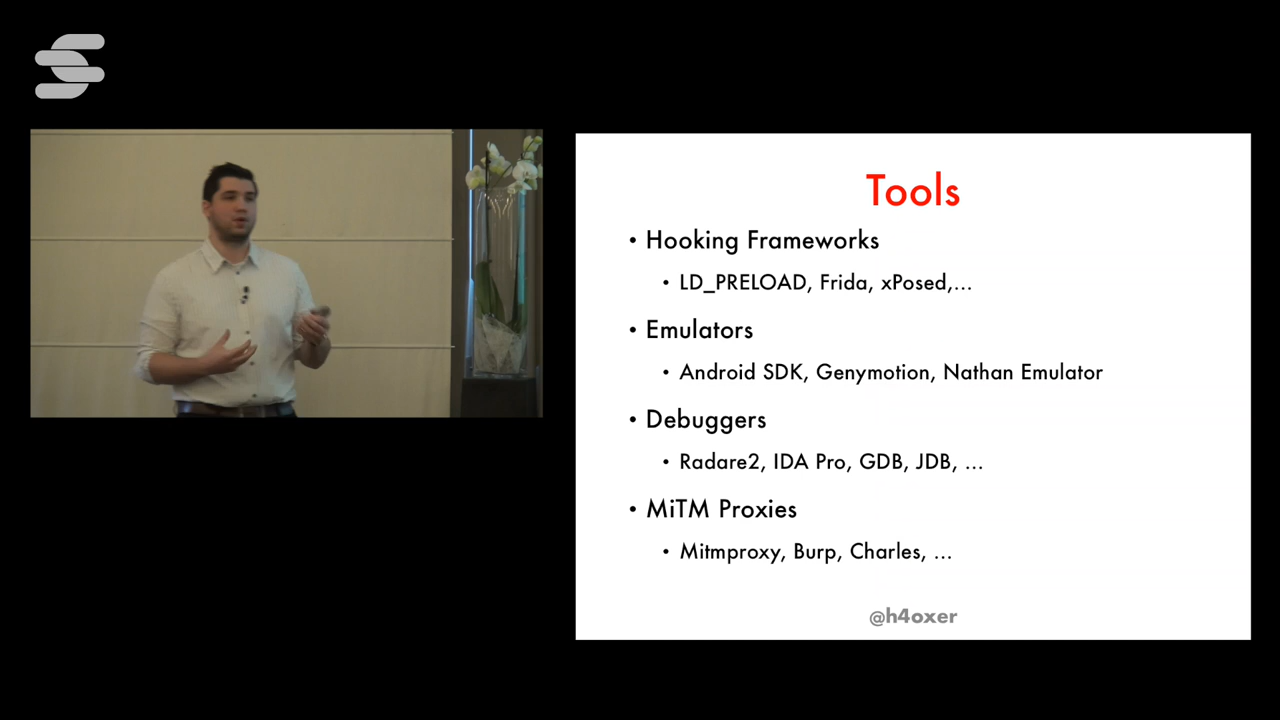 Tools
• Hooking Frameworks
• LD_PRELOAD, Frida, xPosed,...
• Emulators
• Android SDK, Genymotion, Nathan Emulator
• Debuggers
• Radare2, IDA Pro, GDB, JDB, ...
• MiTM Proxies
• Mitmproxy, Burp, Charles, ...
@h4oxer